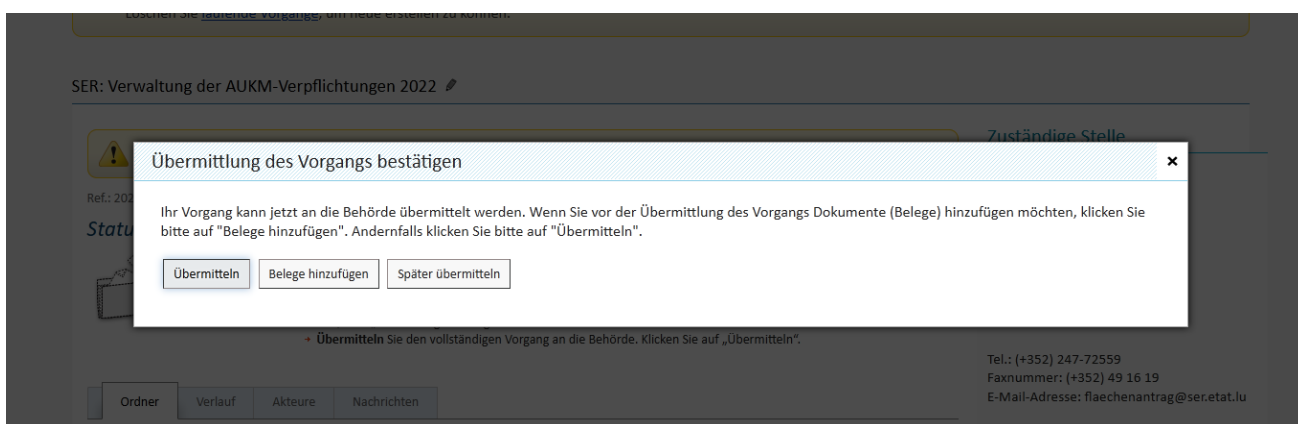 Löschen Sie laufende Vorgänge, um neue erstellen zu können.
SER: Verwaltung der AUKM-Verpflichtungen 2022
Zuständige Stelle
Übermittlung des Vorgangs bestätigen
Ref.: 202
Ihr Vorgang kann jetzt an die Behörde übermittelt werden. Wenn Sie vor der Übermittlung des Vorgangs Dokumente (Belege) hinzufügen möchten, klicken Sie
bitte auf "Belege hinzufügen". Andernfalls klicken Sie bitte auf "Übermitteln".
Statu
Übermitteln Belege hinzufügen Später übermitteln
Übermitteln Sie den vollständigen Vorgang an die Behörde. Klicken Sie auf „Übermitteln“.
Tel.: (+352) 247-72559
Faxnummer: (+352) 49 16 19
E-Mail-Adresse: flaechenantrag@ser.etat.lu
Ordner Verlauf Akteure Nachrichten